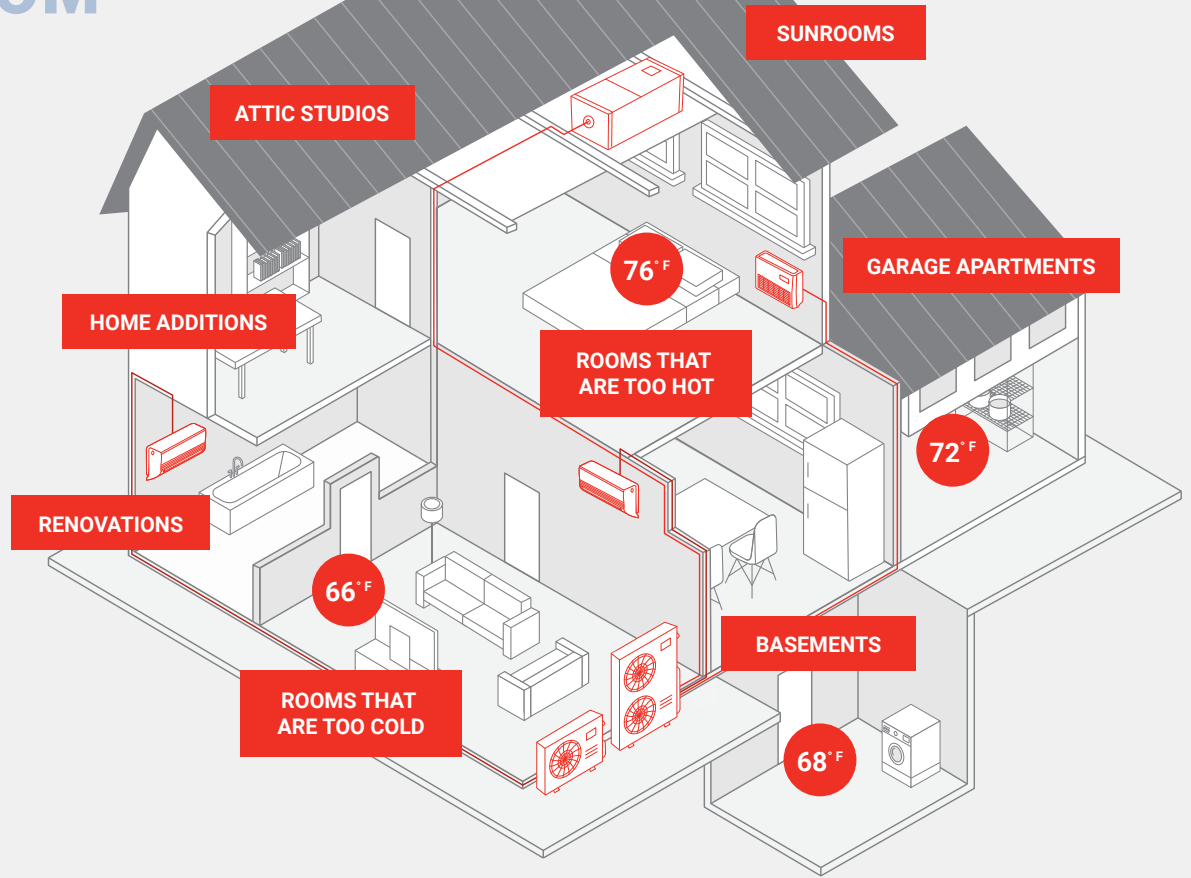 SUNROOMS
ATTIC STUDIOS
76°F
GARAGE APARTMENTS
HOME ADDITIONS
ROOMS THAT
ARE TOO HOT
72°F
RENOVATIONS
66°F
BASEMENTS
ROOMS THAT
ARE TOO COLD
68°F